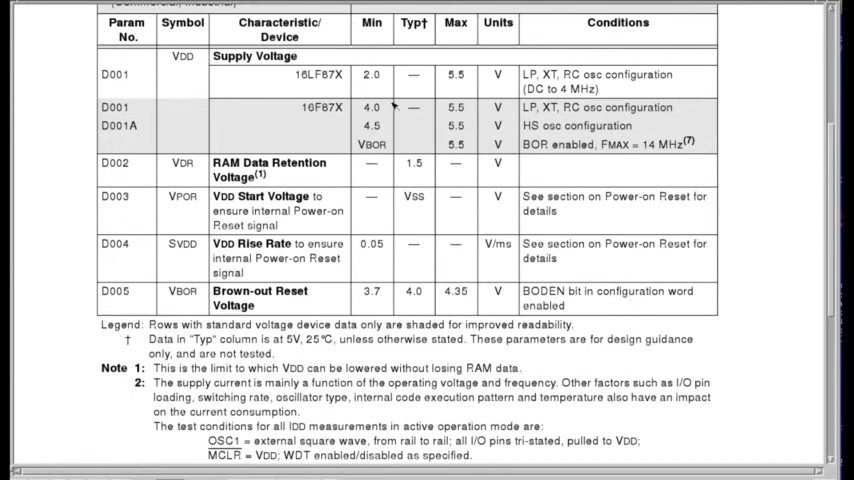 (Commercial, Industrial)
Param No. Symbol Characteristic/ Device Min Typ† Max Units Conditions
VDD Supply Voltage
D001 16LF87X 2.0 — 5.5 V LP, XT, RC osc configuration (DC to 4 MHz)
D001 16F87X 4.0 — 5.5 V LP, XT, RC osc configuration
D001A 4.5 5.5 V HS osc configuration
VBOR 5.5 V BOR enabled, FMAX = 14 MHz(7)
D002 VDR RAM Data Retention Voltage(1) — 1.5 — V
D003 VPOR VDD Start Voltage to ensure internal Power-on Reset signal — VSS — V See section on Power-on Reset for details
D004 SVDD VDD Rise Rate to ensure internal Power-on Reset signal 0.05 — — V/ms See section on Power-on Reset for details
D005 VBOR Brown-out Reset Voltage 3.7 4.0 4.35 V BODEN bit in configuration word enabled
Legend: Rows with standard voltage device data only are shaded for improved readability.
† Data in "Typ" column is at 5V, 25°C, unless otherwise stated. These parameters are for design guidance
only, and are not tested.
Note 1: This is the limit to which VDD can be lowered without losing RAM data.
2: The supply current is mainly a function of the operating voltage and frequency. Other factors such as I/O pin
loading, switching rate, oscillator type, internal code execution pattern and temperature also have an impact
on the current consumption.
The test conditions for all IDD measurements in active operation mode are:
OSC1 = external square wave, from rail to rail; all I/O pins tri-stated, pulled to VDD;
MCLR = VDD; WDT enabled/disabled as specified.